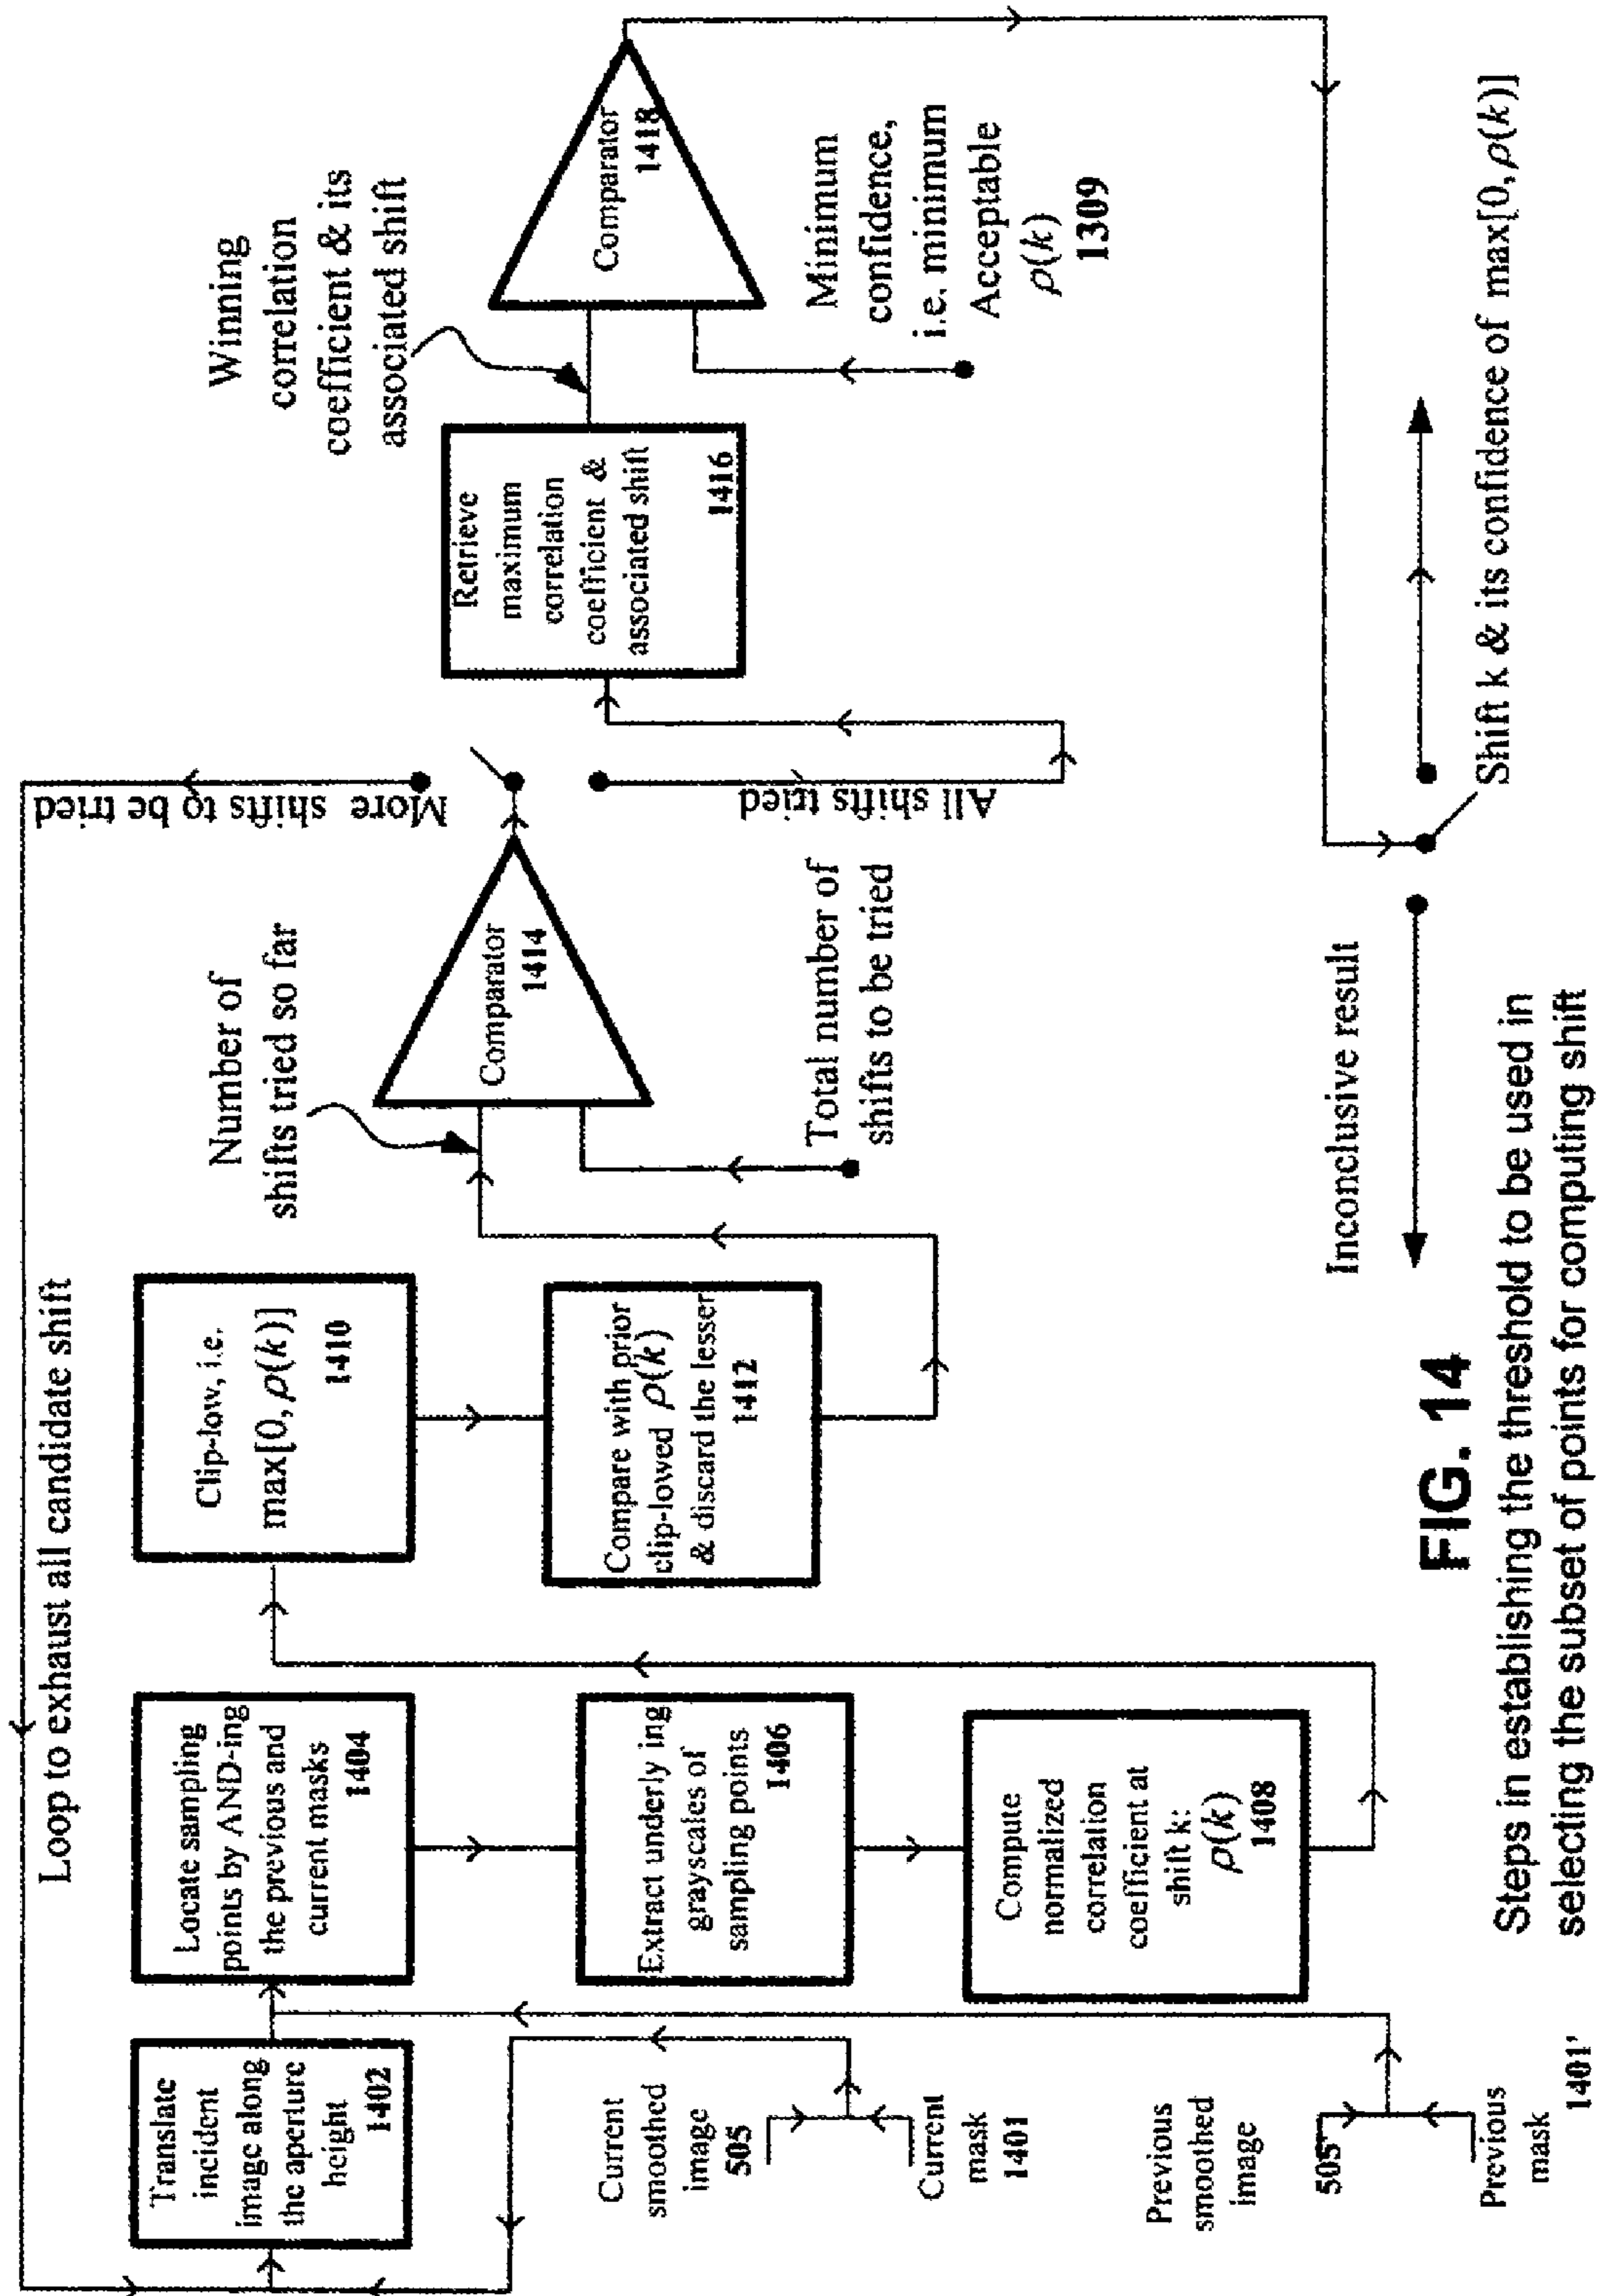 Loop to exhaust all candidate shift
Translate
incident
image along
the aperture
height
1402
Locate sampling
points by AND-ing
the previous and
current masks
1404
Extract underly ing
grayscales of
sampling points
1406
Compute
normalized
correlation
coefficient at
shift k:
ρ(k)
1408
Current
smoothed
image
505
Current
mask
1401
Previous
smoothed
image
505'
Previous
mask
1401'
Clip-low, i.e.
max[0, ρ(k)]
1410
Compare with prior
clip-lowed ρ(k)
& discard the lesser
1412
Number of
shifts tried so far
Comparator
1414
Total number of
shifts to be tried
More shifts to be tried
All shifts tried
Retrieve
maximum
correlation
coefficient &
associated shift
1416
Winning
correlation
coefficient & its
associated shift
Comparator
1418
Minimum
confidence,
i.e. minimum
Acceptable
ρ(k)
1309
Inconclusive result
Shift k & its confidence of max[0, ρ(k)]
FIG. 14
Steps in establishing the threshold to be used in
selecting the subset of points for computing shift